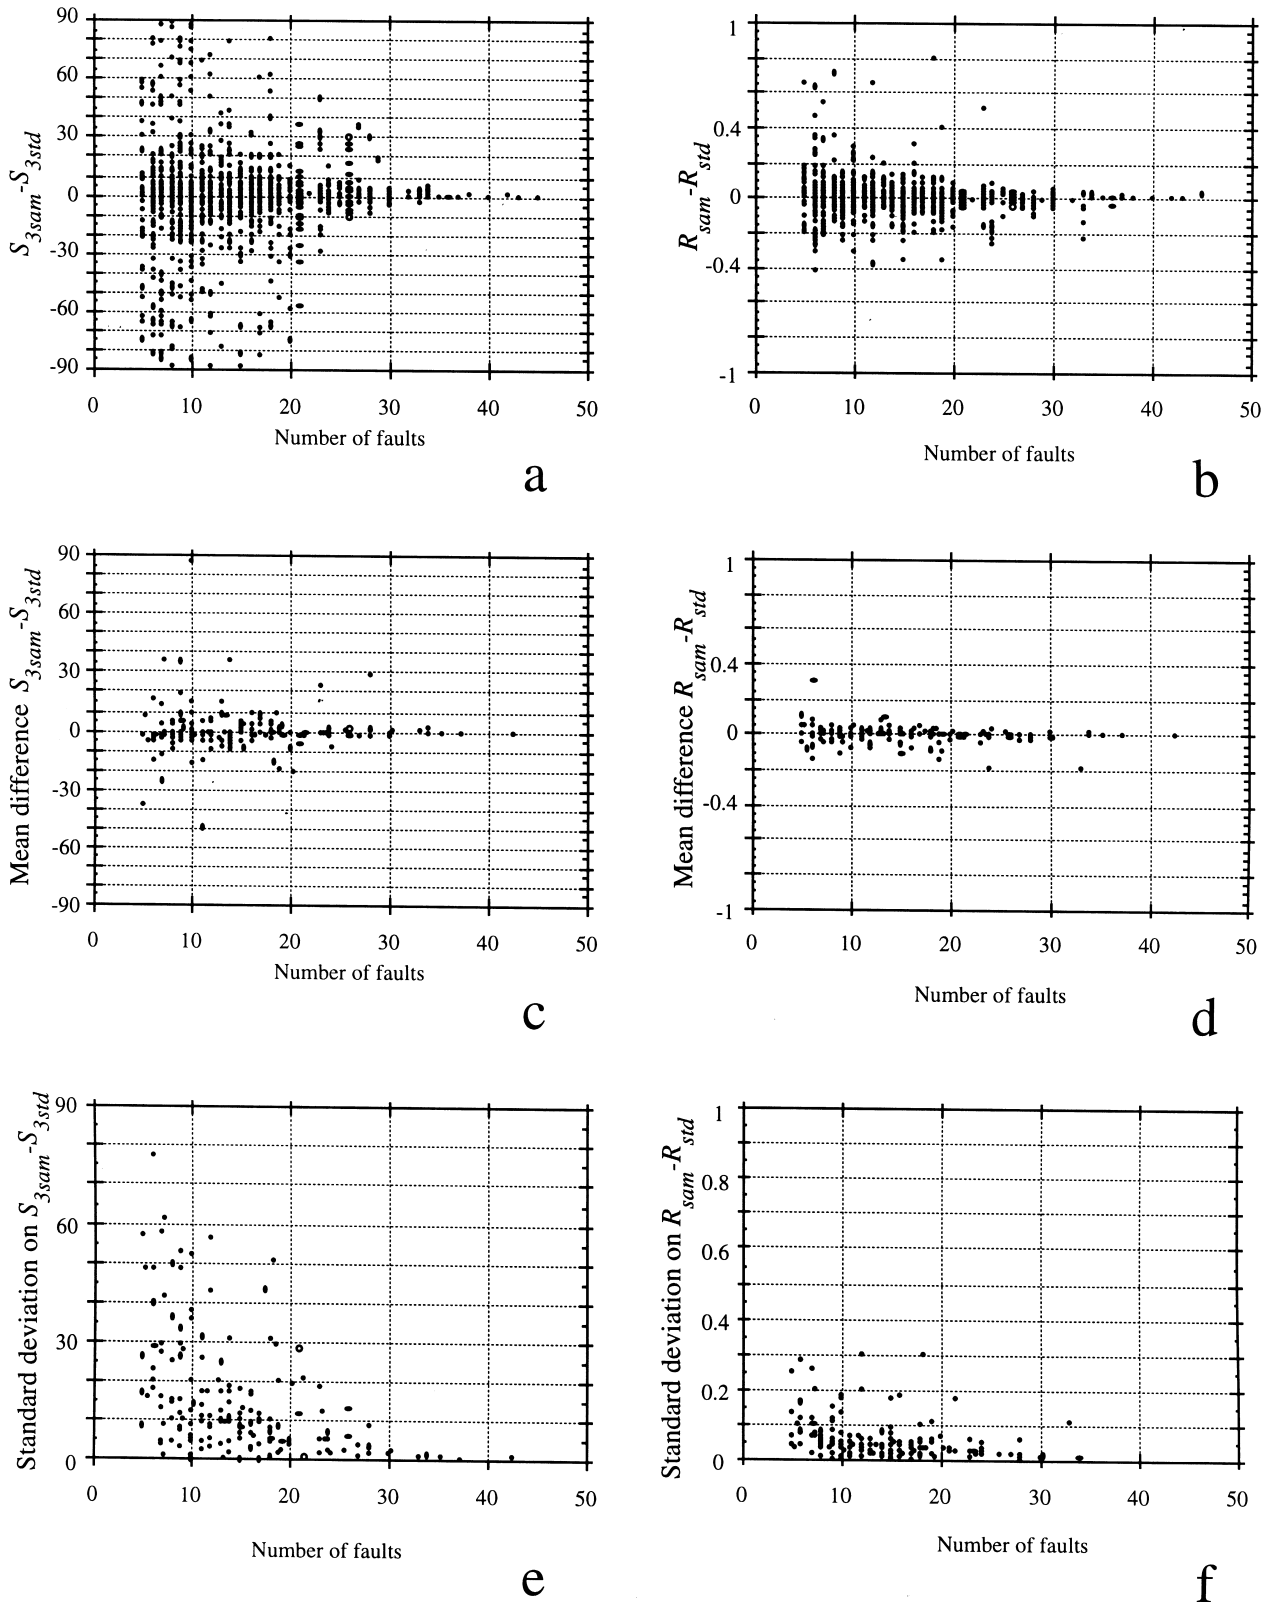 90
60
30
0
-30
-60
-90
S3sam-S3std
0 10 20 30 40 50
Number of faults
a
1
0.4
0
-0.4
-1
Rsam-Rstd
0 10 20 30 40 50
Number of faults
b
90
60
30
0
-30
-60
-90
Mean difference S3sam-S3std
0 10 20 30 40 50
Number of faults
c
1
0.4
0
-0.4
-1
Mean difference Rsam-Rstd
0 10 20 30 40 50
Number of faults
d
90
60
30
0
Standard deviation on S3sam-S3std
0 10 20 30 40 50
Number of faults
e
1
0.8
0.6
0.4
0.2
0
Standard deviation on Rsam-Rstd
0 10 20 30 40 50
Number of faults
f